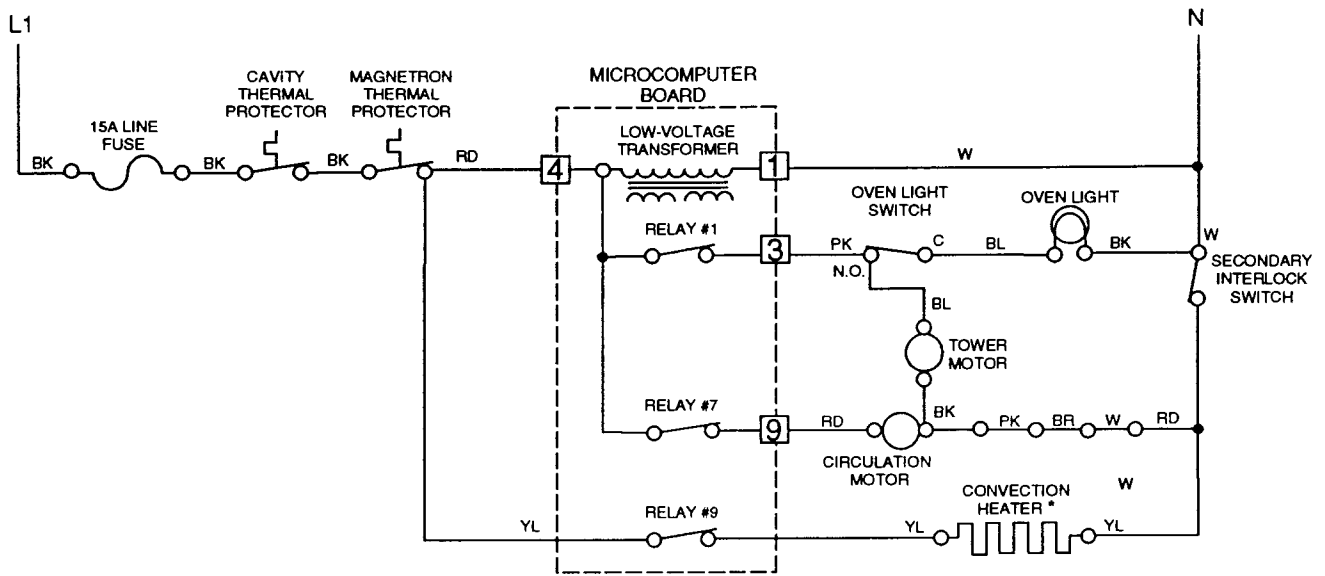 L1
N
CAVITY
THERMAL
PROTECTOR
MAGNETRON
THERMAL
PROTECTOR
MICROCOMPUTER
BOARD
15A LINE
FUSE
LOW-VOLTAGE
TRANSFORMER
BK
BK
BK
RD
4
1
W
OVEN LIGHT
SWITCH
OVEN LIGHT
RELAY #1
3
PK
C
BL
BK
W
N.O.
SECONDARY
INTERLOCK
SWITCH
BL
TOWER
MOTOR
RELAY #7
9
RD
BK
PK
BR
W
RD
CIRCULATION
MOTOR
CONVECTION
HEATER *
W
YL
RELAY #9
YL
YL